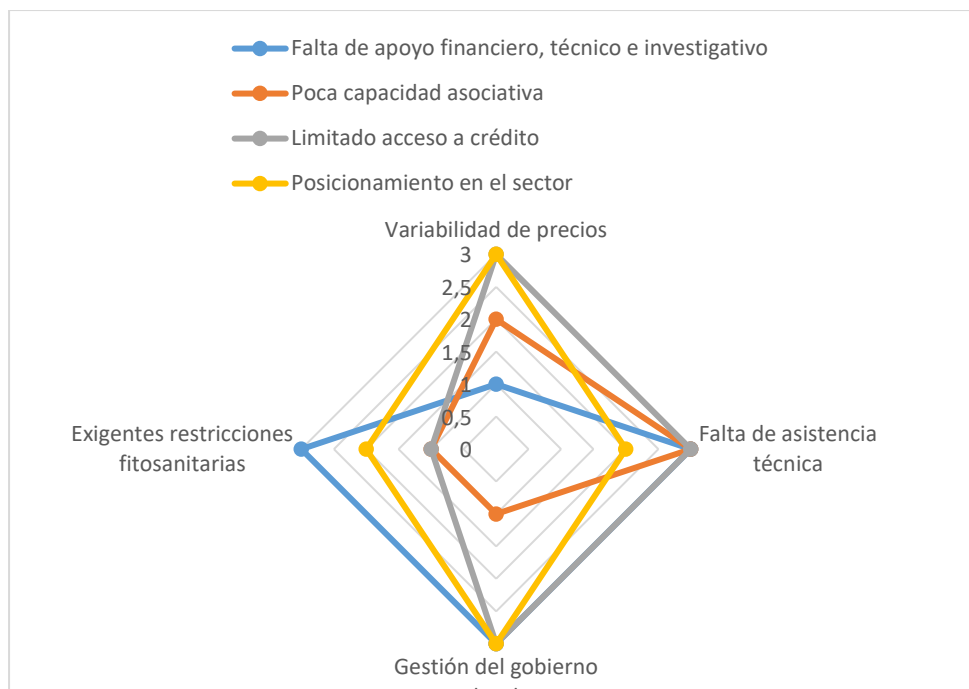 Falta de apoyo financiero, técnico e investigativo
Poca capacidad asociativa
Limitado acceso a crédito
Posicionamiento en el sector
Variabilidad de precios
3
2,5
2
1,5
1
0,5
0
Exigentes restricciones
fitosanitarias
Falta de asistencia
técnica
Gestión del gobierno